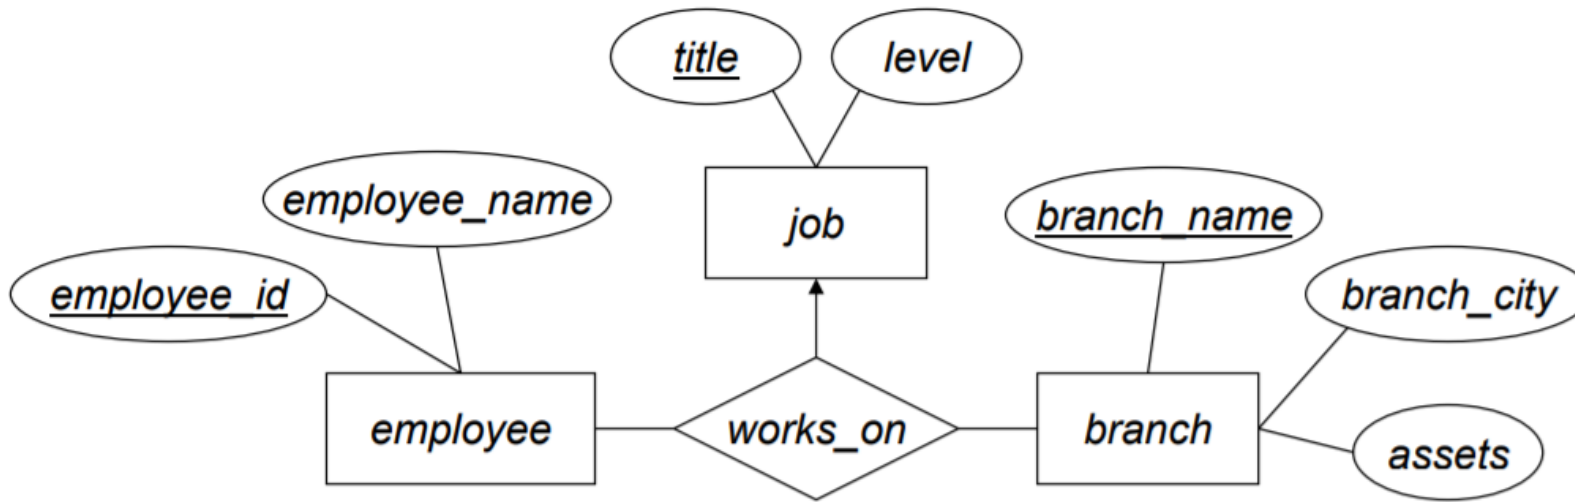 title
level
employee_name
job
branch_name
employee_id
branch_city
employee
works_on
branch
assets